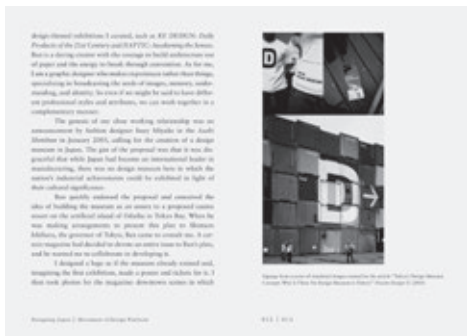 design-themed exhibitions I curated, such as RE DESIGN: Daily
Products of the 21st Century and HAPTIC: Awakening the Senses.
Ban is a daring creator with the courage to build architecture out
of paper and the energy to break through convention. As for me,
I am a graphic designer who makes experiences rather than things,
specializing in broadcasting the seeds of images, memory, under-
standing, and identity. So even if we might be said to have differ-
ent professional styles and attributes, we can work together in a
complementary manner.
The genesis of our close working relationship was an
announcement by fashion designer Issey Miyake in the Asahi
Shimbun in January 2003, calling for the creation of a design
museum in Japan. The gist of the proposal was that it was dis-
graceful that while Japan had become an international leader in
manufacturing, there was no design museum here in which the
nation's industrial achievements could be exhibited in light of
their cultural significance.
Ban quickly endorsed the proposal and conceived the
idea of building the museum as an annex to a proposed casino
resort on the artificial island of Odaiba in Tokyo Bay. When he
was making arrangements to present this plan to Shintaro
Ishihara, the governor of Tokyo, Ban came to consult me. A cer-
tain magazine had decided to devote an entire issue to Ban's plan,
and he wanted me to collaborate in developing it.
I designed a logo as if the museum already existed and,
imagining the first exhibition, made a poster and tickets for it. I
then took photos for the magazine downtown scenes in which
Designing Japan
D
D